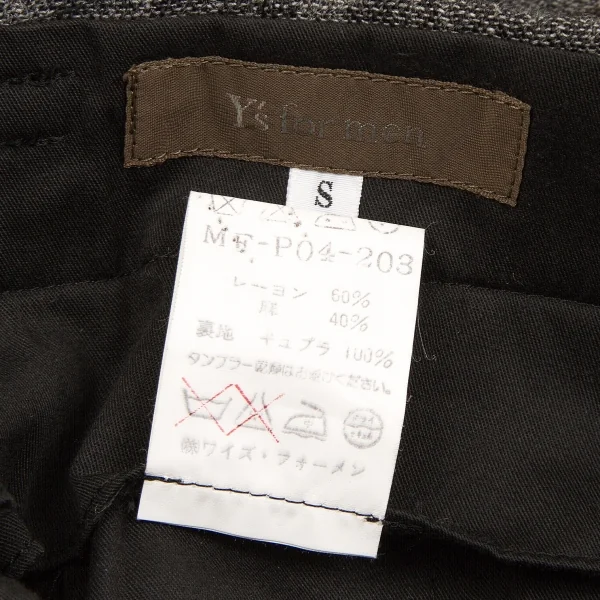 Y's for men
S
MF-P04-203
レーヨン 60%
麻 40%
裏地 キュプラ 100%
タンブラー乾燥はお避けください。
㈱ワイズ・フォーメン